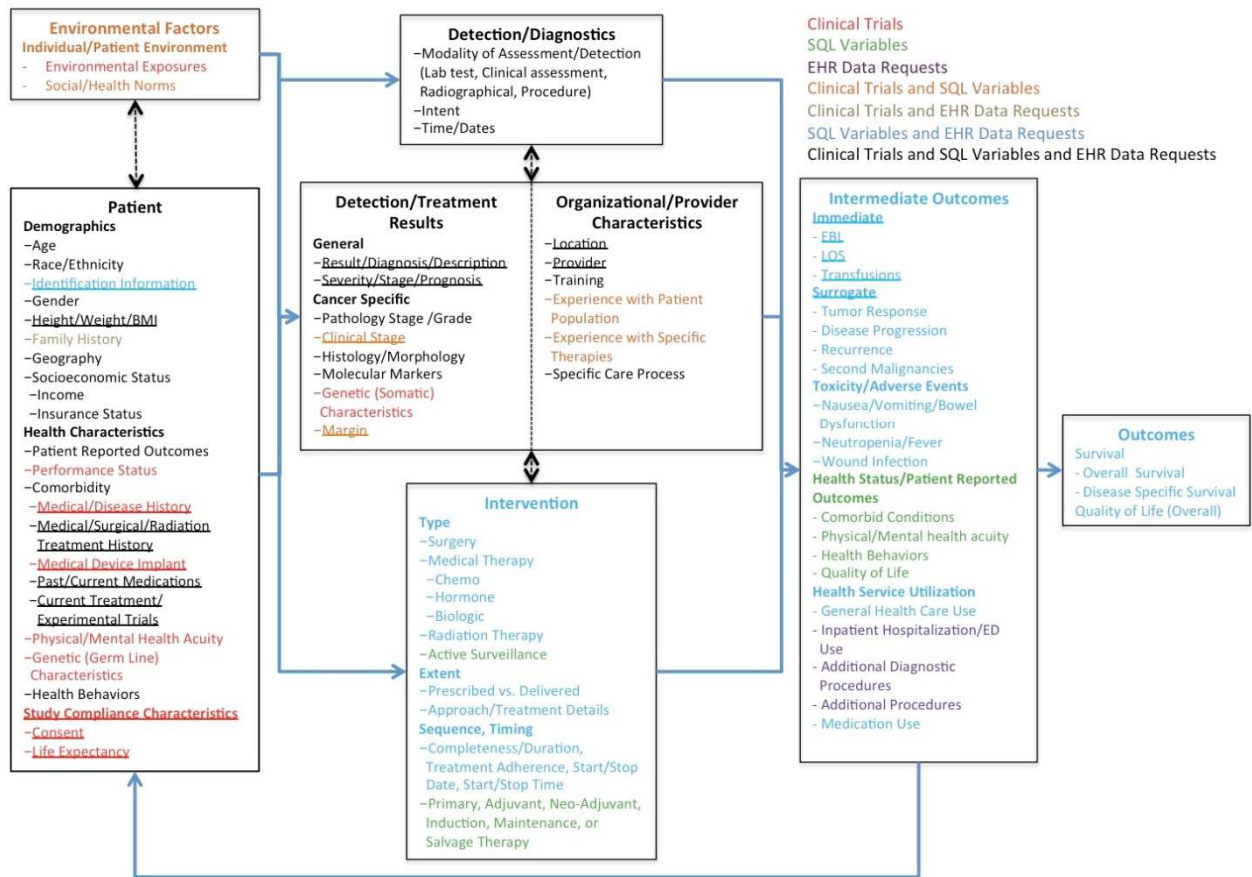 Environmental Factors
Individual/Patient Environment
- Environmental Exposures
- Social/Health Norms
Detection/Diagnostics
−Modality of Assessment/Detection
(Lab test, Clinical assessment,
Radiographical, Procedure)
−Intent
−Time/Dates
Clinical Trials
SQL Variables
EHR Data Requests
Clinical Trials and SQL Variables
Clinical Trials and EHR Data Requests
SQL Variables and EHR Data Requests
Clinical Trials and SQL Variables and EHR Data Requests
Patient
Demographics
−Age
−Race/Ethnicity
−Identification Information
−Gender
−Height/Weight/BMI
−Family History
−Geography
−Socioeconomic Status
−Income
−Insurance Status
Health Characteristics
−Patient Reported Outcomes
−Performance Status
−Comorbidity
−Medical/Disease History
−Medical/Surgical/Radiation
Treatment History
−Medical Device Implant
−Past/Current Medications
−Current Treatment/
Experimental Trials
−Physical/Mental Health Acuity
−Genetic (Germ Line)
Characteristics
−Health Behaviors
Study Compliance Characteristics
−Consent
−Life Expectancy
Detection/Treatment
Results
General
−Result/Diagnosis/Description
−Severity/Stage/Prognosis
Cancer Specific
−Pathology Stage /Grade
−Clinical Stage
−Histology/Morphology
−Molecular Markers
−Genetic (Somatic)
Characteristics
−Margin
Organizational/Provider
Characteristics
−Location
−Provider
−Training
−Experience with Patient
Population
−Experience with Specific
Therapies
−Specific Care Process
Intervention
Type
−Surgery
−Medical Therapy
−Chemo
−Hormone
−Biologic
−Radiation Therapy
−Active Surveillance
Extent
−Prescribed vs. Delivered
−Approach/Treatment Details
Sequence, Timing
−Completeness/Duration,
Treatment Adherence, Start/Stop
Date, Start/Stop Time
−Primary, Adjuvant, Neo-Adjuvant,
Induction, Maintenance, or
Salvage Therapy
Intermediate Outcomes
Immediate
- EBL
- LOS
- Transfusions
Surrogate
- Tumor Response
- Disease Progression
- Recurrence
- Second Malignancies
Toxicity/Adverse Events
−Nausea/Vomiting/Bowel
Dysfunction
−Neutropenia/Fever
−Wound Infection
Health Status/Patient Reported
Outcomes
- Comorbid Conditions
- Physical/Mental health acuity
- Health Behaviors
- Quality of Life
Health Service Utilization
- General Health Care Use
- Inpatient Hospitalization/ED
Use
- Additional Diagnostic
Procedures
- Additional Procedures
- Medication Use
Outcomes
Survival
- Overall Survival
- Disease Specific Survival
Quality of Life (Overall)